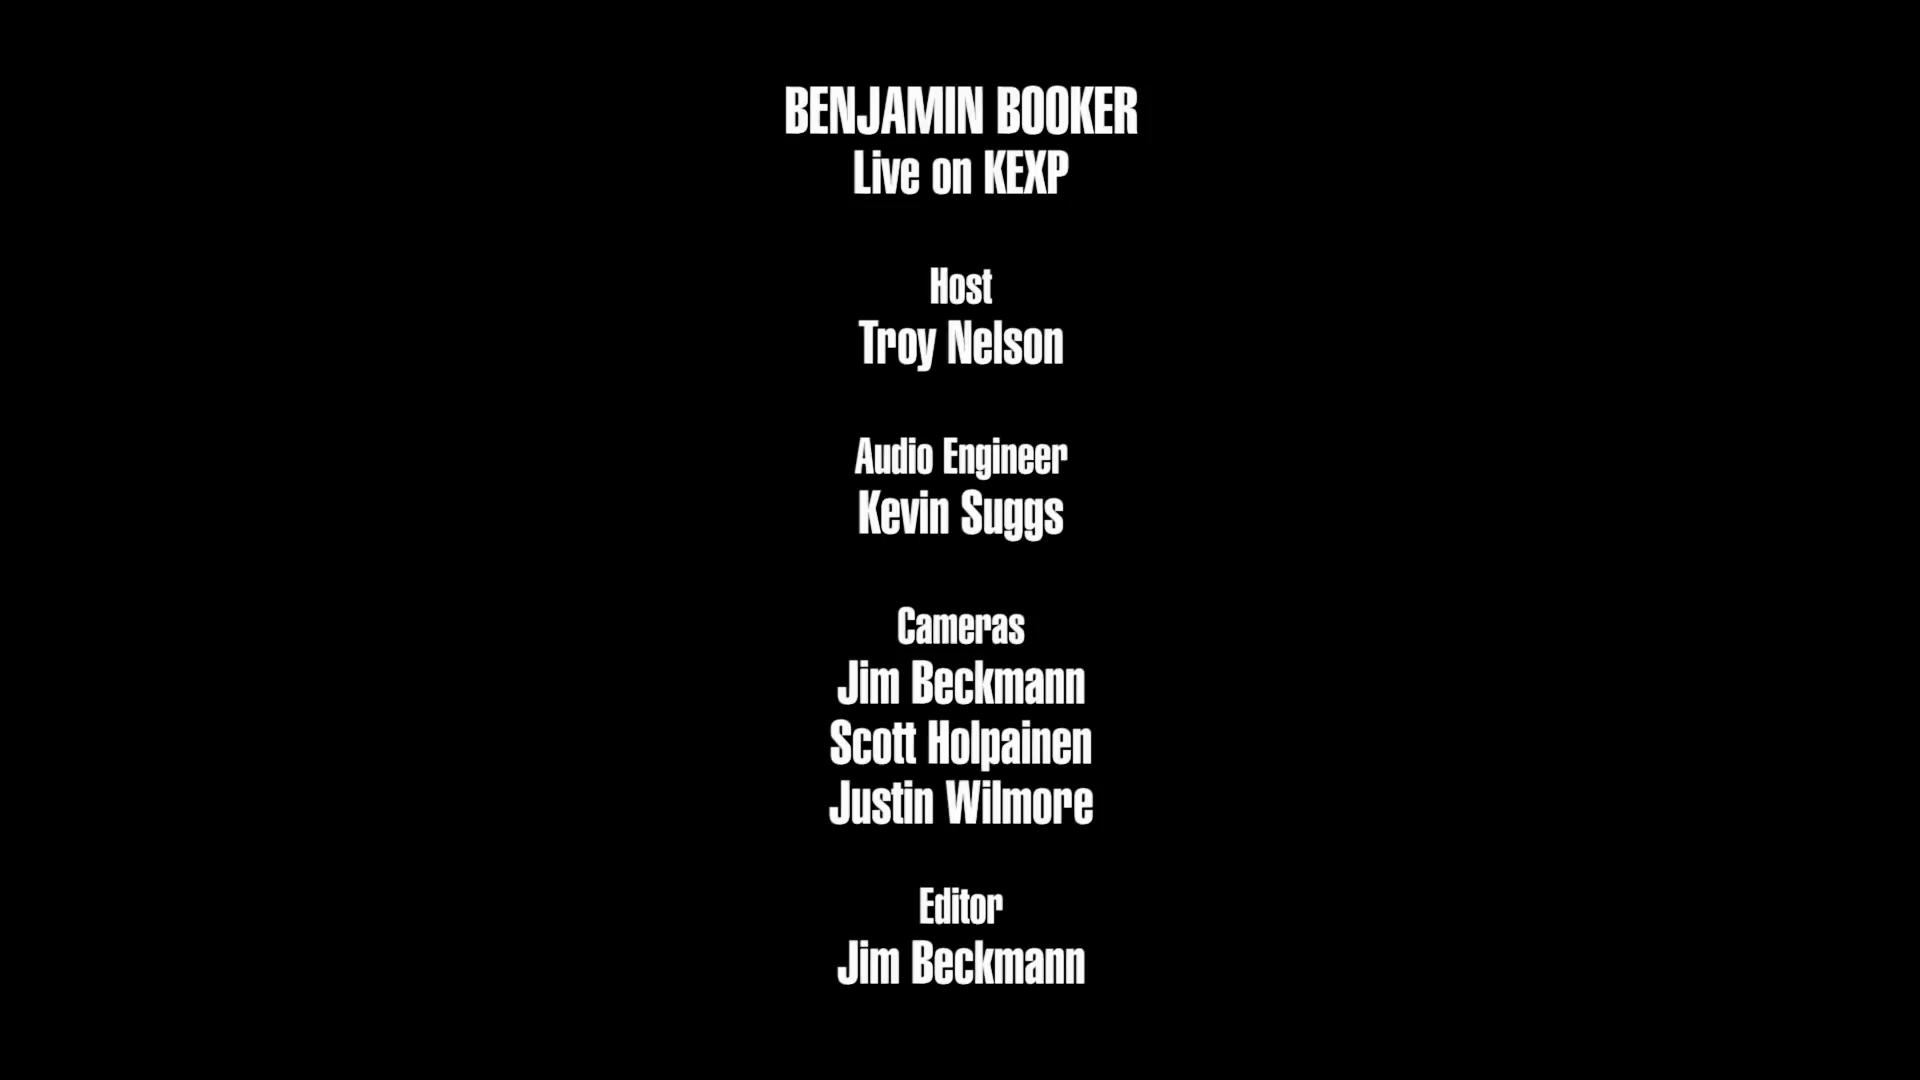 BENJAMIN BOOKER
Live on KEXP
Host
Troy Nelson
Audio Engineer
Kevin Suggs
Cameras
Jim Beckmann
Scott Holpainen
Justin Wilmore
Editor
Jim Beckmann